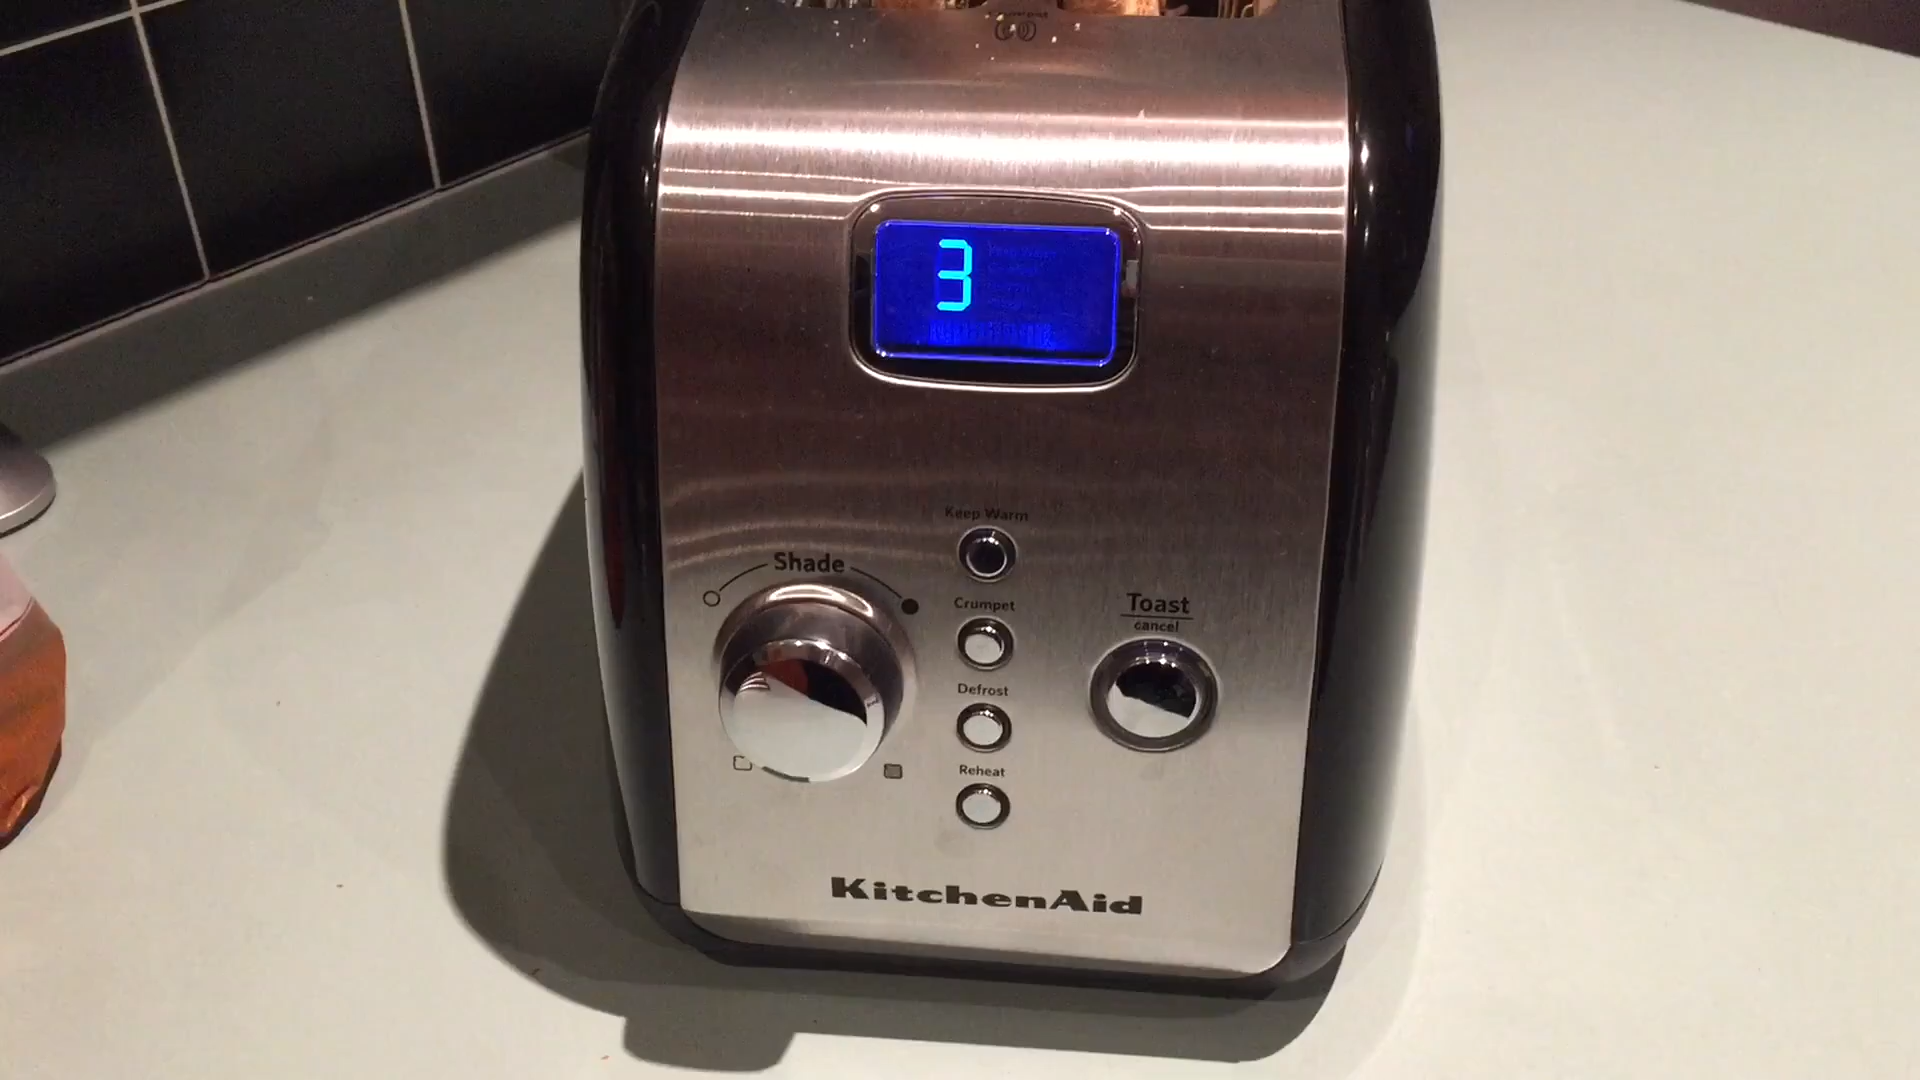 3
Keep Warm
Shade
Crumpet
Toast
cancel
Defrost
Reheat
KitchenAid